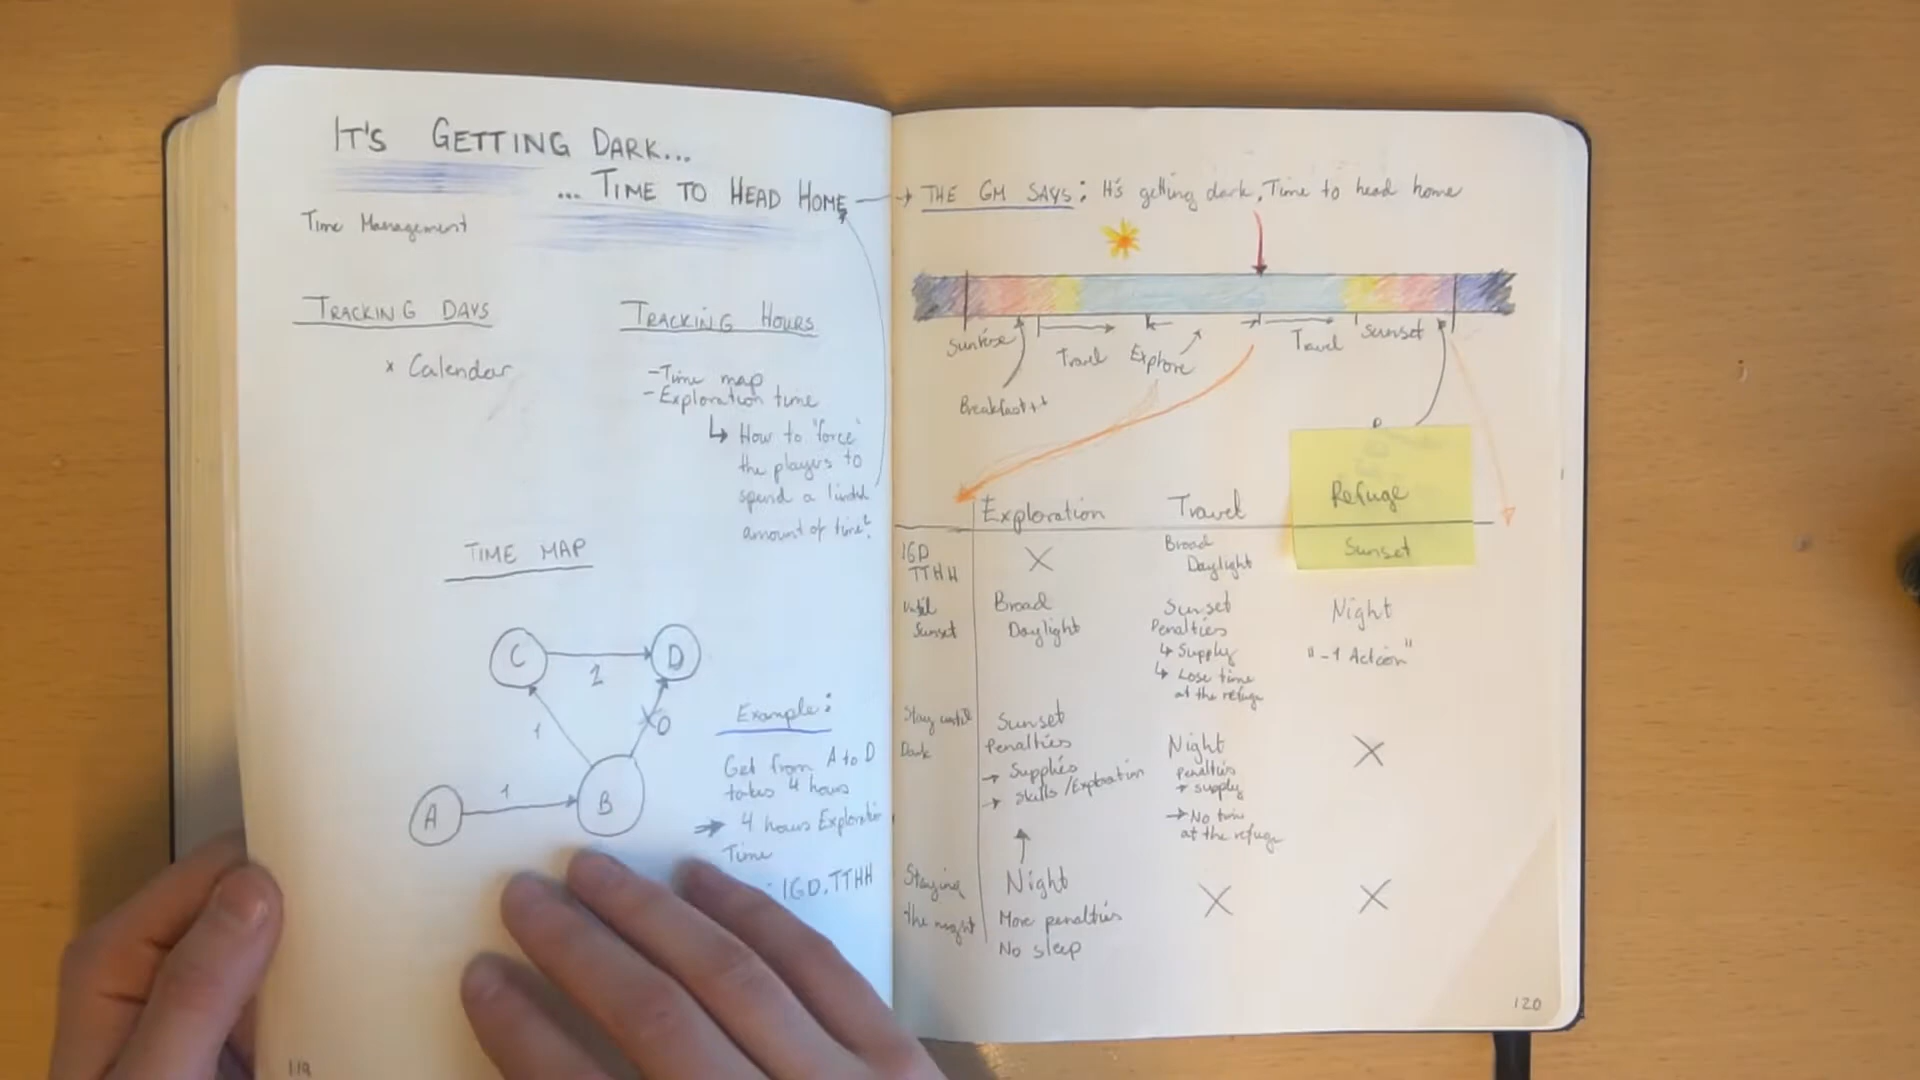 IT'S GETTING DARK...
... TIME TO HEAD HOME
Time Management
TRACKING DAYS
x Calendar
TRACKING HOURS
-Time map
-Exploration time
↳ How to "force"
the players to
spend a
amount of time?
TIME MAP
C
D
2
1
0
A
1
B
Example:
Get from A to D
takes 4 hours
⇒ 4 hours Exploration
Time
IGD.TTHH
119
→ THE GM SAYS: It's getting dark, Time to head home
Sunrise
Travel
Explore
Travel
Sunset
Breakfast++
Exploration Travel Refuge
IGD
TTHH
X
Broad
Daylight
Sunset
Until
Sunset
Broad
Daylight
Sunset
Penalties
↳ Supply
↳ Lose time
at the refuge
Night
"-1 Action"
Stay until
Dark
Sunset
Penalties
→ Supplies
→ Skills/Exploration
Night
Penalties
→ supply
→ No time
at the refuge
X
Staying
the night
Night
More penalties
No sleep
X
X
120